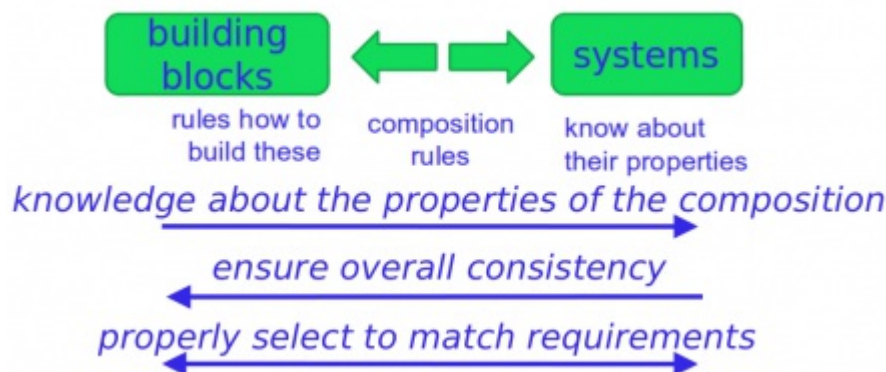 building
blocks
systems
rules how to
build these
composition
rules
know about
their properties
knowledge about the properties of the composition
ensure overall consistency
properly select to match requirements